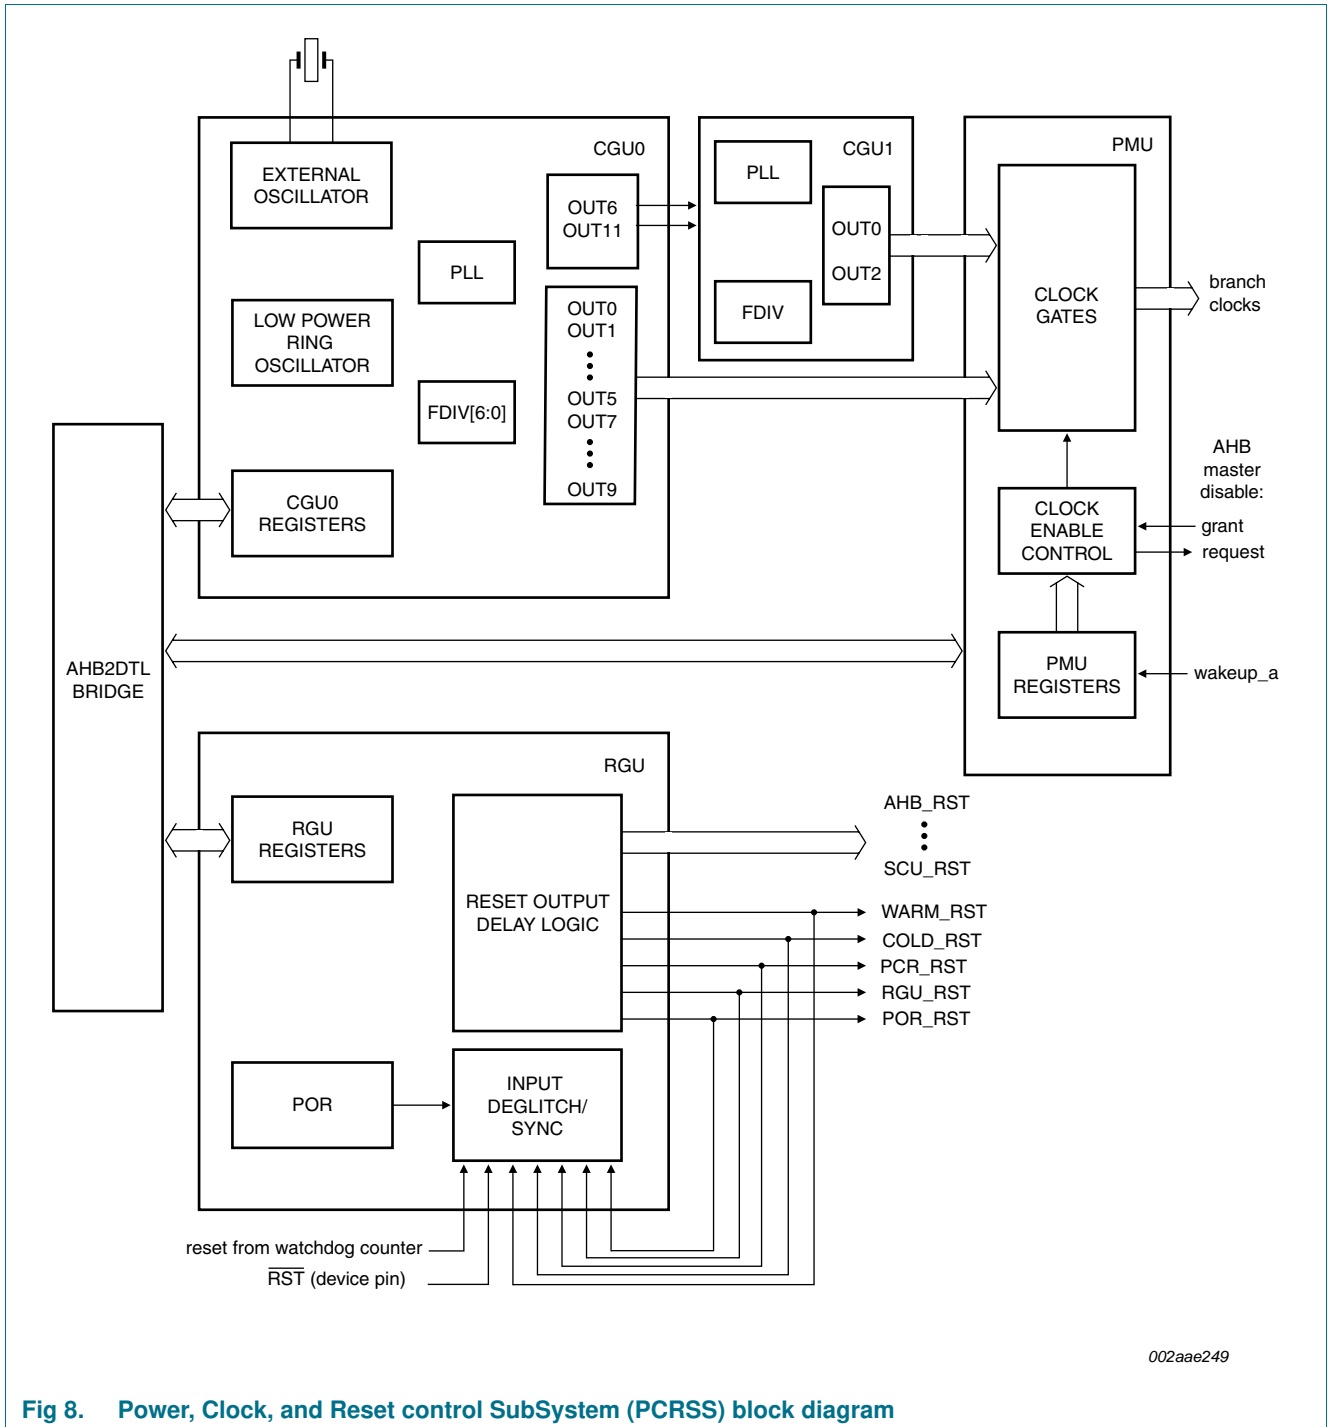 CGU0
EXTERNAL
OSCILLATOR
LOW POWER
RING
OSCILLATOR
CGU0
REGISTERS
PLL
FDIV[6:0]
OUT6
OUT11
OUT0
OUT1
OUT5
OUT7
OUT9
CGU1
PLL
FDIV
OUT0
OUT2
PMU
CLOCK
GATES
branch
clocks
AHB
master
disable:
CLOCK
ENABLE
CONTROL
grant
request
PMU
REGISTERS
wakeup_a
AHB2DTL
BRIDGE
RGU
RGU
REGISTERS
RESET OUTPUT
DELAY LOGIC
POR
INPUT
DEGLITCH/
SYNC
AHB_RST
SCU_RST
WARM_RST
COLD_RST
PCR_RST
RGU_RST
POR_RST
reset from watchdog counter
RST (device pin)
002aae249
Fig 8. Power, Clock, and Reset control SubSystem (PCRSS) block diagram